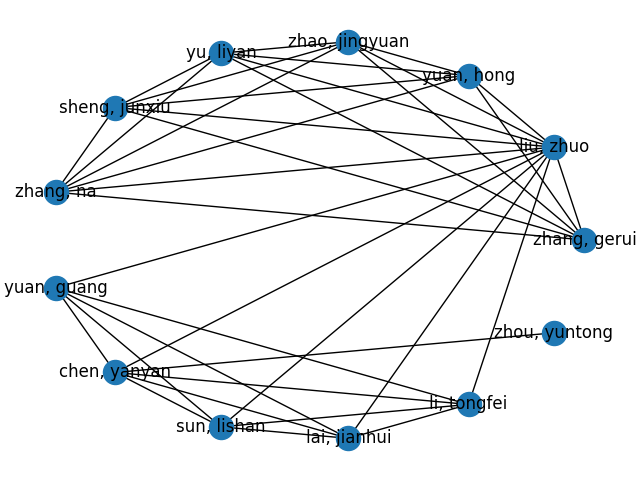 zhao, jingyuan
yu, liyan
yuan, hong
sheng, junxiu
liu, zhuo
zhang, na
zhang, gerui
yuan, guang
zhou, yuntong
chen, yanyan
li, tongfei
sun, lishan
lai, jianhui